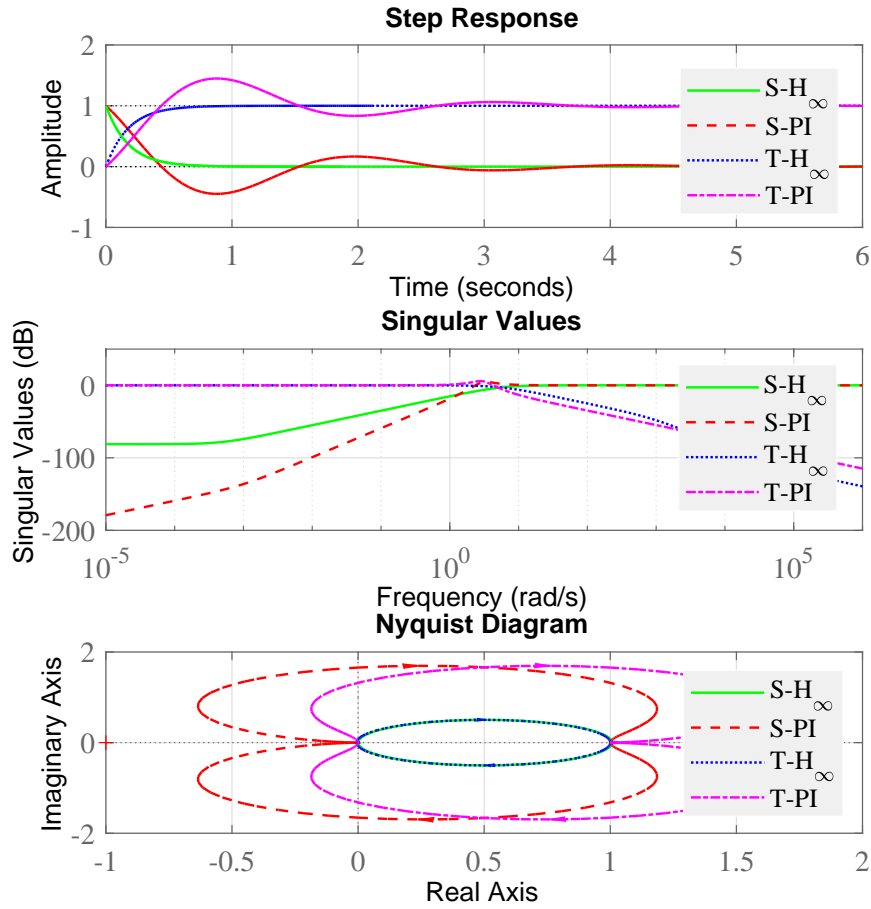 Step Response
Amplitude
2
1
0
-1
0 1 2 3 4 5 6
Time (seconds)
S-H∞
S-PI
T-H∞
T-PI
Singular Values
Singular Values (dB)
0
-100
-200
10^-5 10^0 10^5
Frequency (rad/s)
S-H∞
S-PI
T-H∞
T-PI
Nyquist Diagram
Imaginary Axis
2
0
-2
-1 -0.5 0 0.5 1 1.5 2
Real Axis
S-H∞
S-PI
T-H∞
T-PI